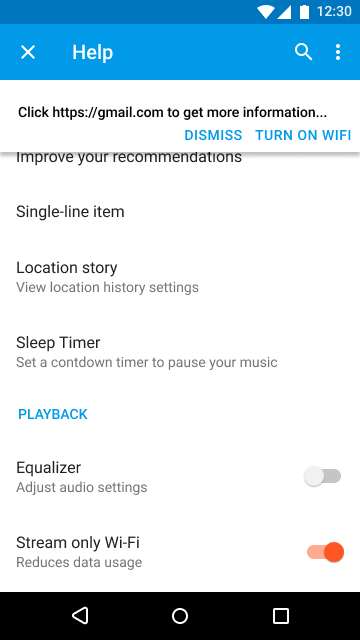 12:30
Help
Click https://gmail.com to get more information...
DISMISS TURN ON WIFI
Improve your recommendations
Single-line item
Location story
View location history settings
Sleep Timer
Set a contdown timer to pause your music
PLAYBACK
Equalizer
Adjust audio settings
Stream only Wi-Fi
Reduces data usage